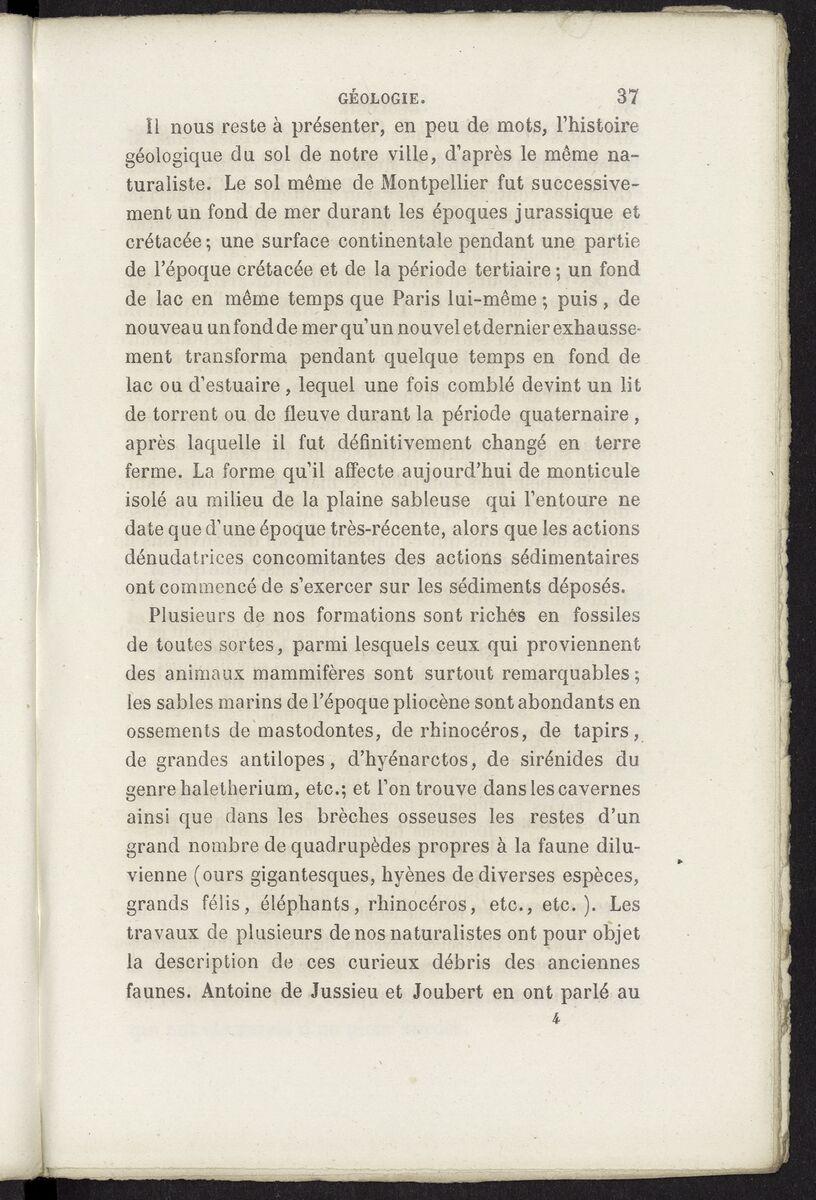 GÉOLOGIE. 37
Il nous reste à présenter, en peu de mots, l'histoire
géologique du sol de notre ville, d'après le même na-
turaliste. Le sol même de Montpellier fut successive-
ment un fond de mer durant les époques jurassique et
crétacée; une surface continentale pendant une partie
de l'époque crétacée et de la période tertiaire; un fond
de lac en même temps que Paris lui-même; puis, de
nouveau un fond de mer qu'un nouvel et dernier exhausse-
ment transforma pendant quelque temps en fond de
lac ou d'estuaire, lequel une fois comblé devint un lit
de torrent ou de fleuve durant la période quaternaire,
après laquelle il fut définitivement changé en terre
ferme. La forme qu'il affecte aujourd'hui de monticule
isolé au milieu de la plaine sableuse qui l'entoure ne
date que d'une époque très-récente, alors que les actions
dénudatrices concomitantes des actions sédimentaires
ont commencé de s'exercer sur les sédiments déposés.
Plusieurs de nos formations sont riches en fossiles
de toutes sortes, parmi lesquels ceux qui proviennent
des animaux mammifères sont surtout remarquables;
les sables marins de l'époque pliocène sont abondants en
ossements de mastodontes, de rhinocéros, de tapirs,
de grandes antilopes, d'hyénarctos, de sirénides du
genre haletherium, etc.; et l'on trouve dans les cavernes
ainsi que dans les brèches osseuses les restes d'un
grand nombre de quadrupèdes propres à la faune dilu-
vienne (ours gigantesques, hyènes de diverses espèces,
grands félis, éléphants, rhinocéros, etc., etc.). Les
travaux de plusieurs de nos naturalistes ont pour objet
la description de ces curieux débris des anciennes
faunes. Antoine de Jussieu et Joubert en ont parlé au
4